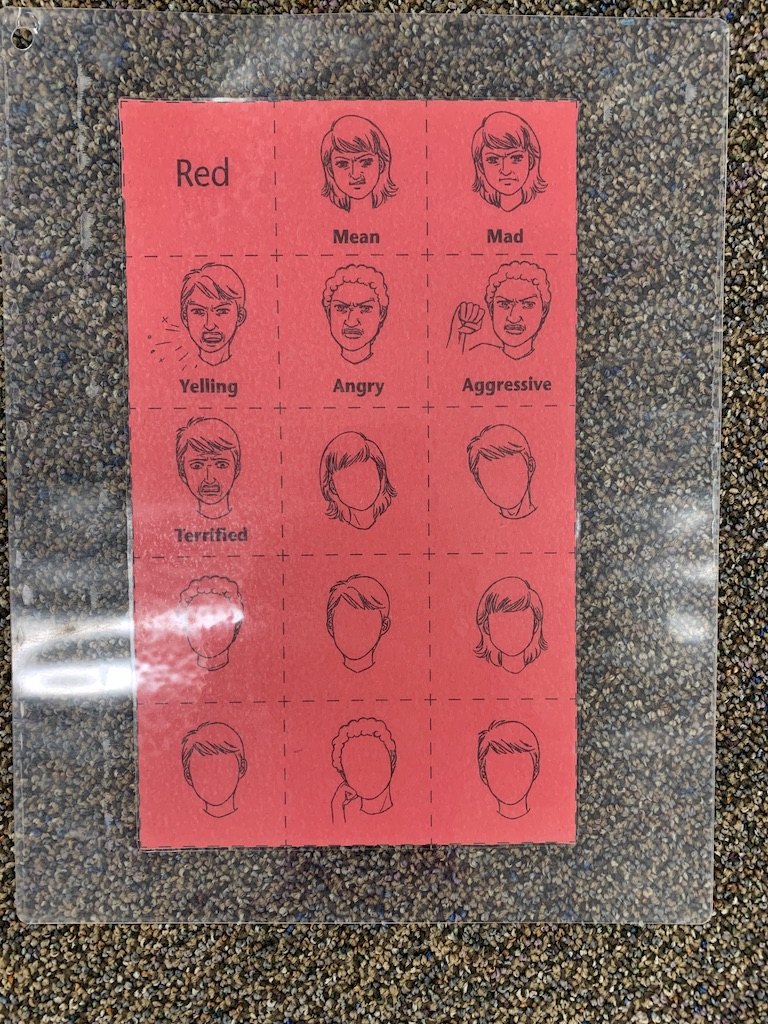 Red
Mean
Mad
Yelling
Angry
Aggressive
Terrified